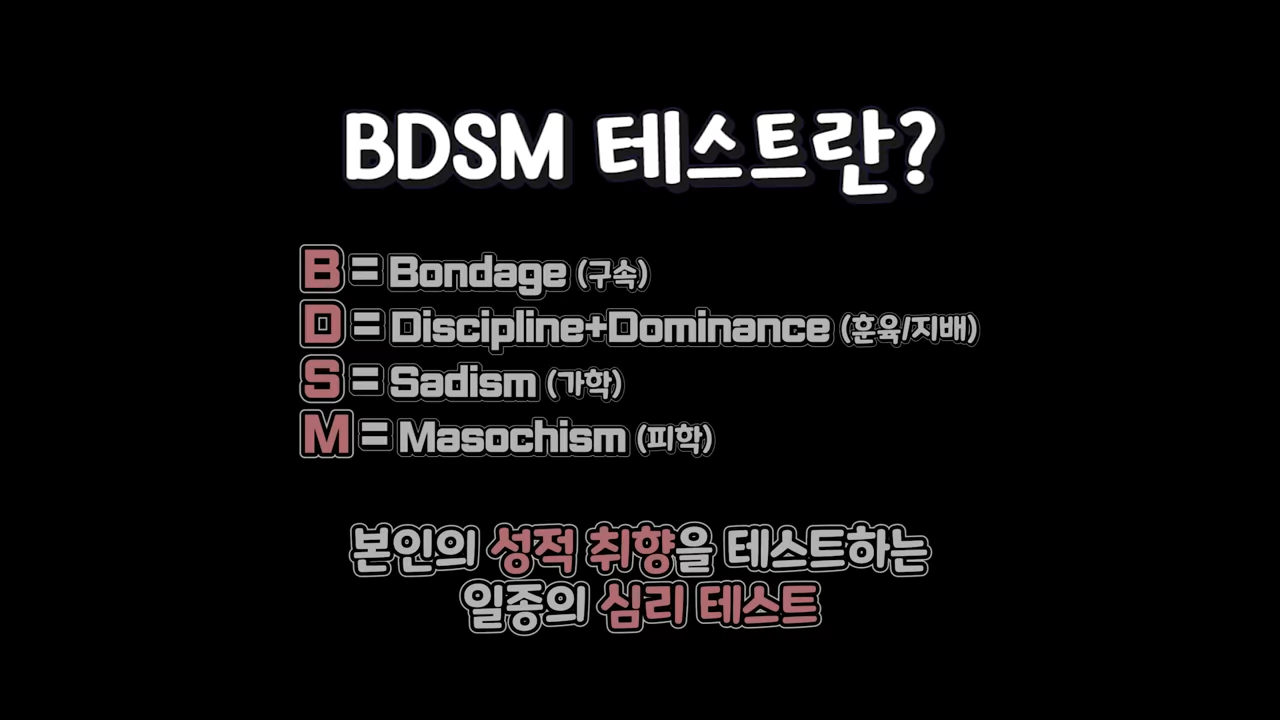 BDSM 테스트란?
B = Bondage (구속)
D = Discipline+Dominance (훈육/지배)
S = Sadism (가학)
M = Masochism (피학)
본인의 성적 취향을 테스트하는
일종의 심리 테스트